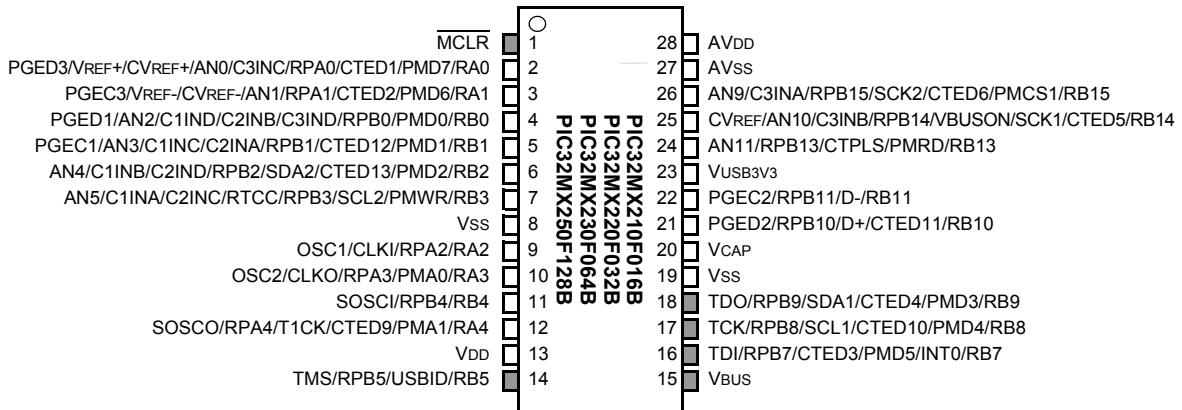 MCLR 1
PGED3/VREF+/CVREF+/AN0/C3INC/RPA0/CTED1/PMD7/RA0 2
PGEC3/VREF-/CVREF-/AN1/RPA1/CTED2/PMD6/RA1 3
PGED1/AN2/C1IND/C2INB/C3IND/RPB0/PMD0/RB0 4
PGEC1/AN3/C1INC/C2INA/RPB1/CTED12/PMD1/RB1 5
AN4/C1INB/C2IND/RPB2/SDA2/CTED13/PMD2/RB2 6
AN5/C1INA/C2INC/RTCC/RPB3/SCL2/PMWR/RB3 7
VSS 8
OSC1/CLKI/RPA2/RA2 9
OSC2/CLKO/RPA3/PMA0/RA3 10
SOSCI/RPB4/RB4 11
SOSCO/RPA4/T1CK/CTED9/PMA1/RA4 12
VDD 13
TMS/RPB5/USBID/RB5 14
PIC32MX210F016B
PIC32MX220F032B
PIC32MX230F064B
PIC32MX250F128B
28 AVDD
27 AVSS
26 AN9/C3INA/RPB15/SCK2/CTED6/PMCS1/RB15
25 CVREF/AN10/C3INB/RPB14/VBUSON/SCK1/CTED5/RB14
24 AN11/RPB13/CTPLS/PMRD/RB13
23 VUSB3V3
22 PGEC2/RPB11/D-/RB11
21 PGED2/RPB10/D+/CTED11/RB10
20 VCAP
19 VSS
18 TDO/RPB9/SDA1/CTED4/PMD3/RB9
17 TCK/RPB8/SCL1/CTED10/PMD4/RB8
16 TDI/RPB7/CTED3/PMD5/INT0/RB7
15 VBUS